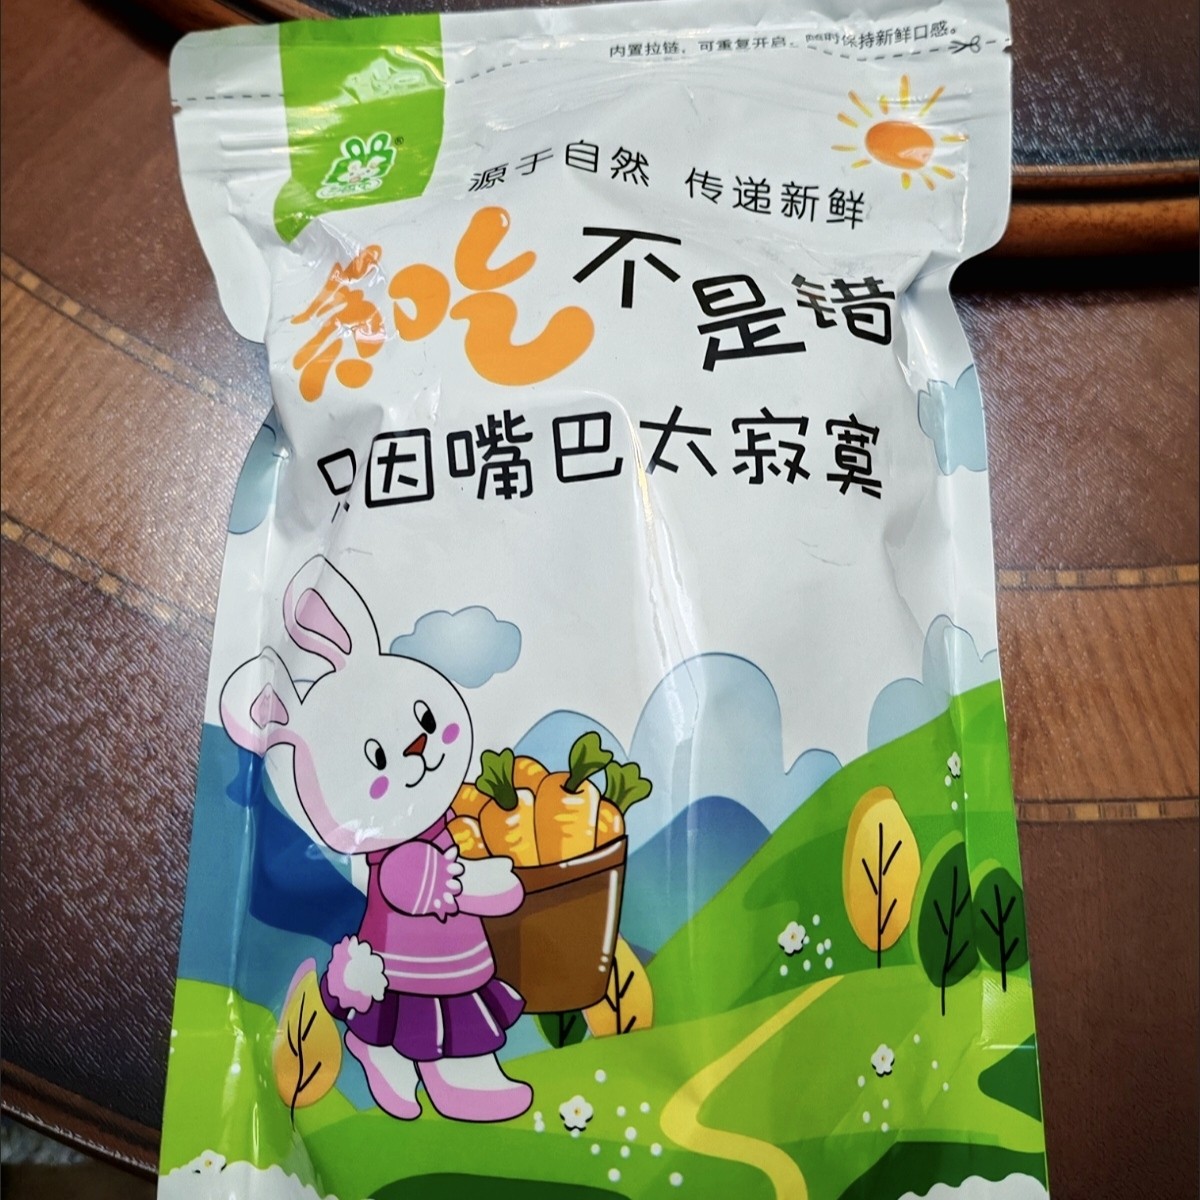 内置拉链，可重复开启，随时保持新鲜口感。
®
源于自然 传递新鲜
贪吃不是错
只因嘴巴太寂寞